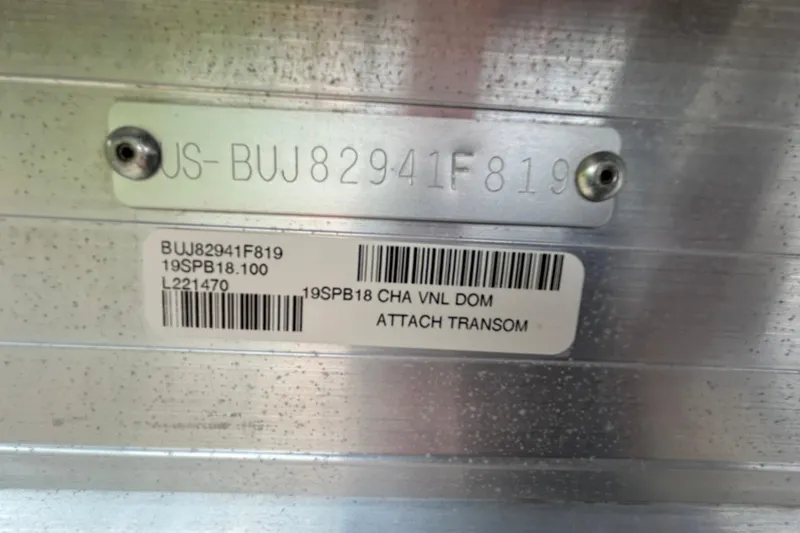 US-BUJ82941F819
BUJ82941F819
19SPB18.100
L221470
19SPB18 CHA VNL DOM
ATTACH TRANSOM